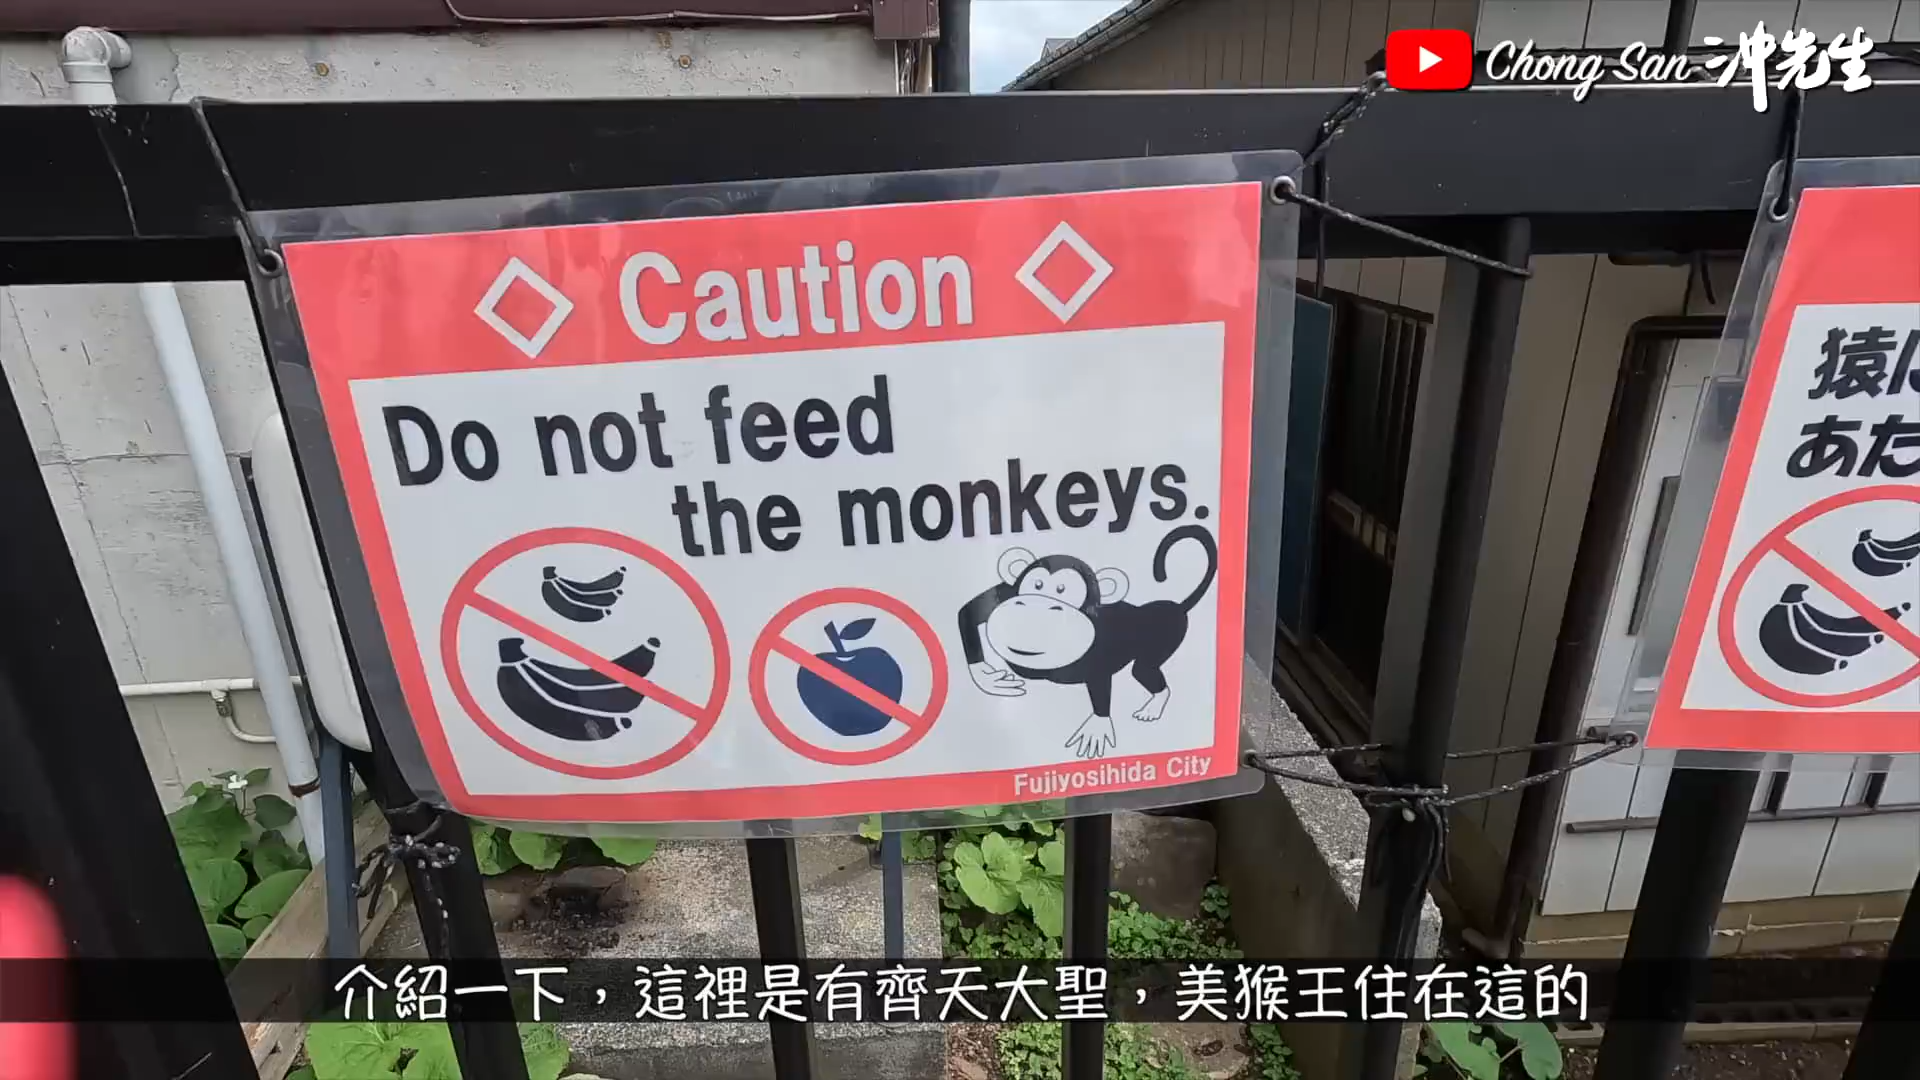 Chong San 沖先生
Caution
Do not feed
the monkeys.
Fujiyosihida City
猿に
あた
介紹一下，這裡是有齊天大聖，美猴王住在這的